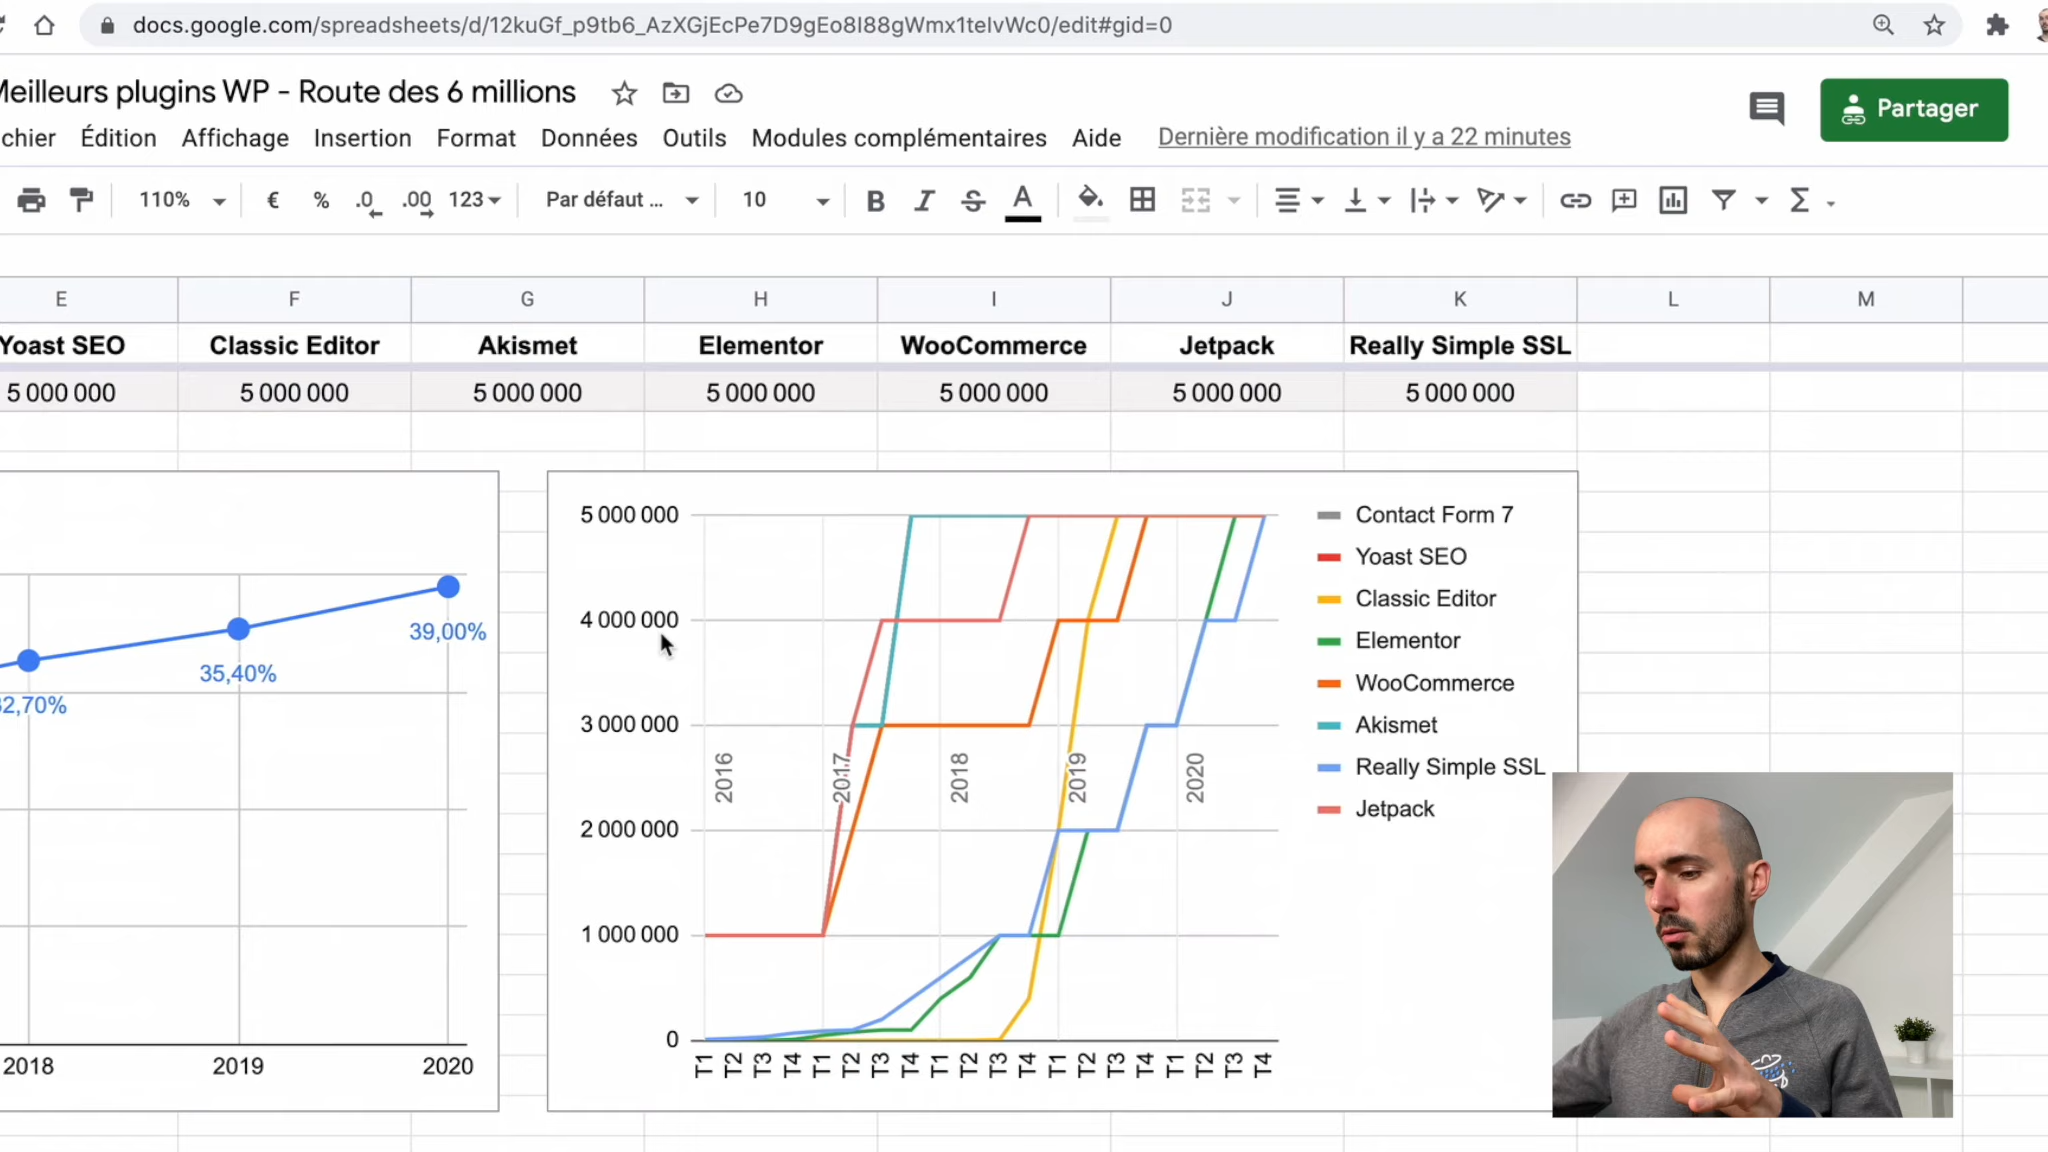 docs.google.com/spreadsheets/d/12kuGf_p9tb6_AzXGjEcPe7D9gEo8I88gWmx1teIvWc0/edit#gid=0
Meilleurs plugins WP - Route des 6 millions
Partager
chier Édition Affichage Insertion Format Données Outils Modules complémentaires Aide Dernière modification il y a 22 minutes
110% € % .0 .00 123 Par défaut ... 10 B I S A Σ
E F G H I J K L M
Yoast SEO Classic Editor Akismet Elementor WooCommerce Jetpack Really Simple SSL
5 000 000 5 000 000 5 000 000 5 000 000 5 000 000 5 000 000 5 000 000
39,00%
35,40%
32,70%
2018 2019 2020
5 000 000
4 000 000
3 000 000
2 000 000
1 000 000
0
2016 2017 2018 2019 2020
T1 T2 T3 T4 T1 T2 T3 T4 T1 T2 T3 T4 T1 T2 T3 T4 T1 T2 T3 T4
Contact Form 7
Yoast SEO
Classic Editor
Elementor
WooCommerce
Akismet
Really Simple SSL
Jetpack